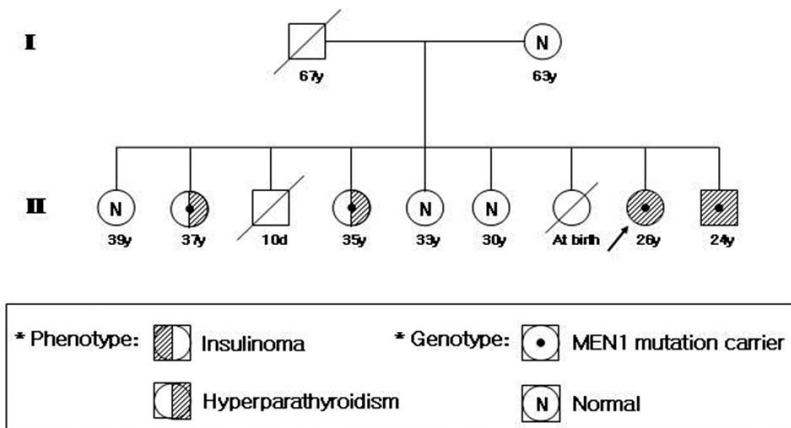 I
N
67y
63y
II
N
N
N
39y
37y
10d
35y
33y
30y
At birth
26y
24y
* Phenotype:
Insulinoma
* Genotype:
MEN1 mutation carrier
Hyperparathyroidism
N
Normal